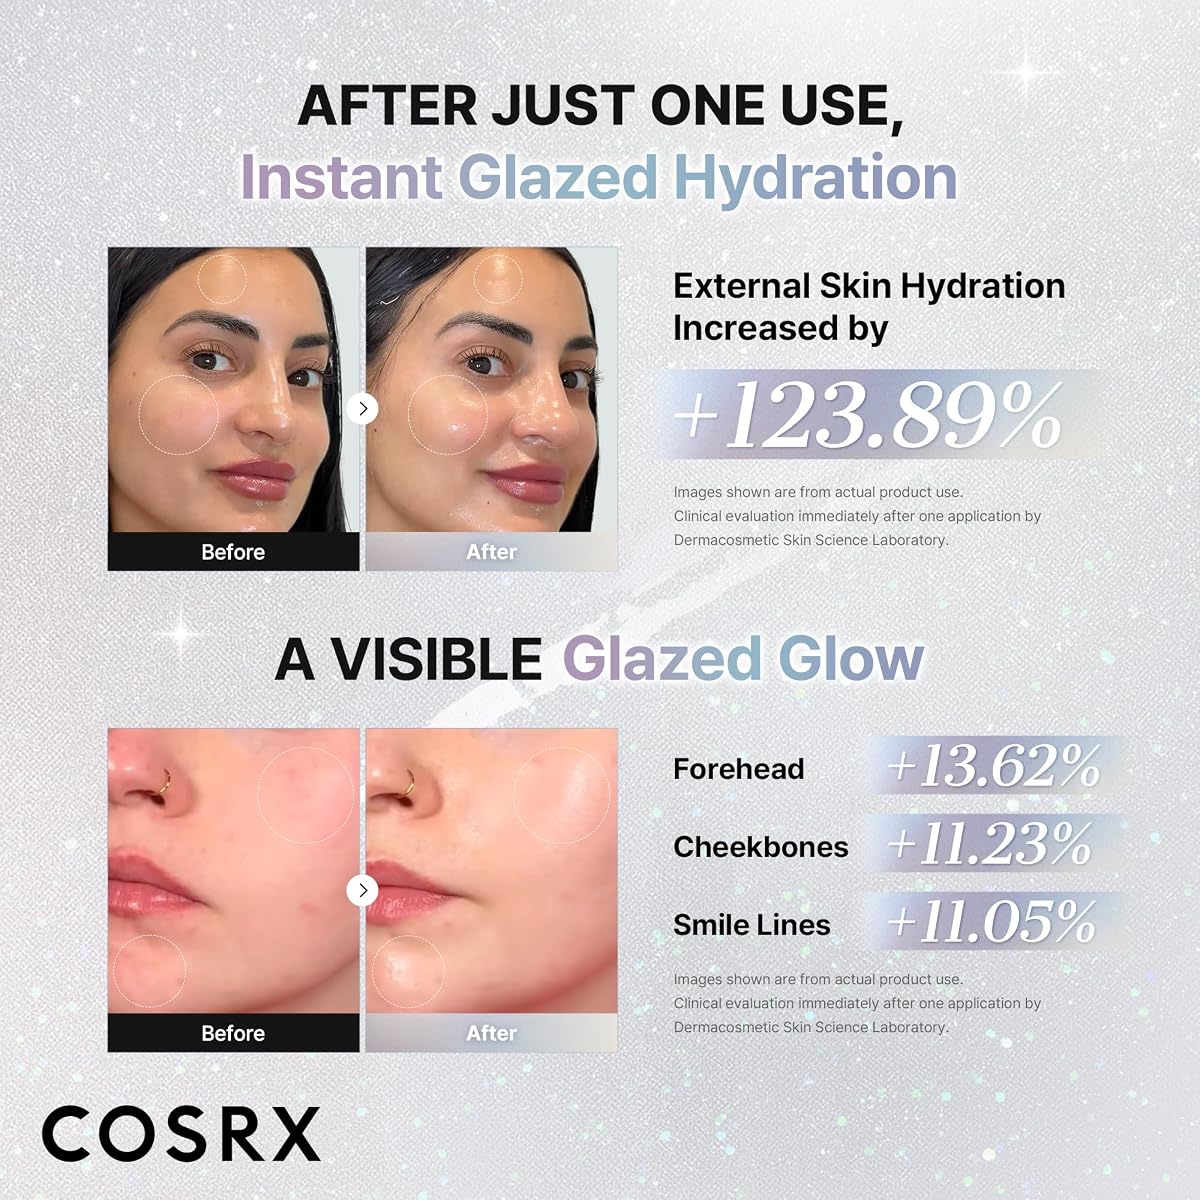 AFTER JUST ONE USE,
Instant Glazed Hydration
Before
After
External Skin Hydration
Increased by
+123.89%
Images shown are from actual product use.
Clinical evaluation immediately after one application by
Dermacosmetic Skin Science Laboratory.
A VISIBLE Glazed Glow
Before
After
Forehead +13.62%
Cheekbones +11.23%
Smile Lines +11.05%
Images shown are from actual product use.
Clinical evaluation immediately after one application by
Dermacosmetic Skin Science Laboratory.
COSRX